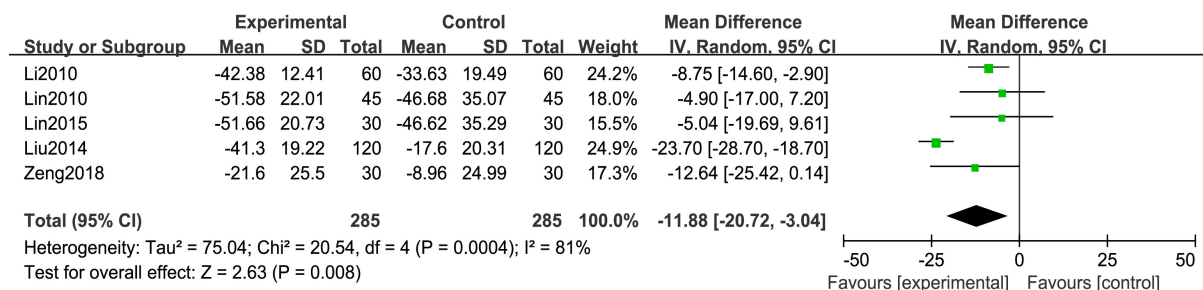 Experimental Control Mean Difference Mean Difference
Study or Subgroup Mean SD Total Mean SD Total Weight IV, Random, 95% CI IV, Random, 95% CI
Li2010 -42.38 12.41 60 -33.63 19.49 60 24.2% -8.75 [-14.60, -2.90]
Lin2010 -51.58 22.01 45 -46.68 35.07 45 18.0% -4.90 [-17.00, 7.20]
Lin2015 -51.66 20.73 30 -46.62 35.29 30 15.5% -5.04 [-19.69, 9.61]
Liu2014 -41.3 19.22 120 -17.6 20.31 120 24.9% -23.70 [-28.70, -18.70]
Zeng2018 -21.6 25.5 30 -8.96 24.99 30 17.3% -12.64 [-25.42, 0.14]
Total (95% CI) 285 285 100.0% -11.88 [-20.72, -3.04]
Heterogeneity: Tau² = 75.04; Chi² = 20.54, df = 4 (P = 0.0004); I² = 81%
Test for overall effect: Z = 2.63 (P = 0.008)
-50 -25 0 25 50
Favours [experimental] Favours [control]